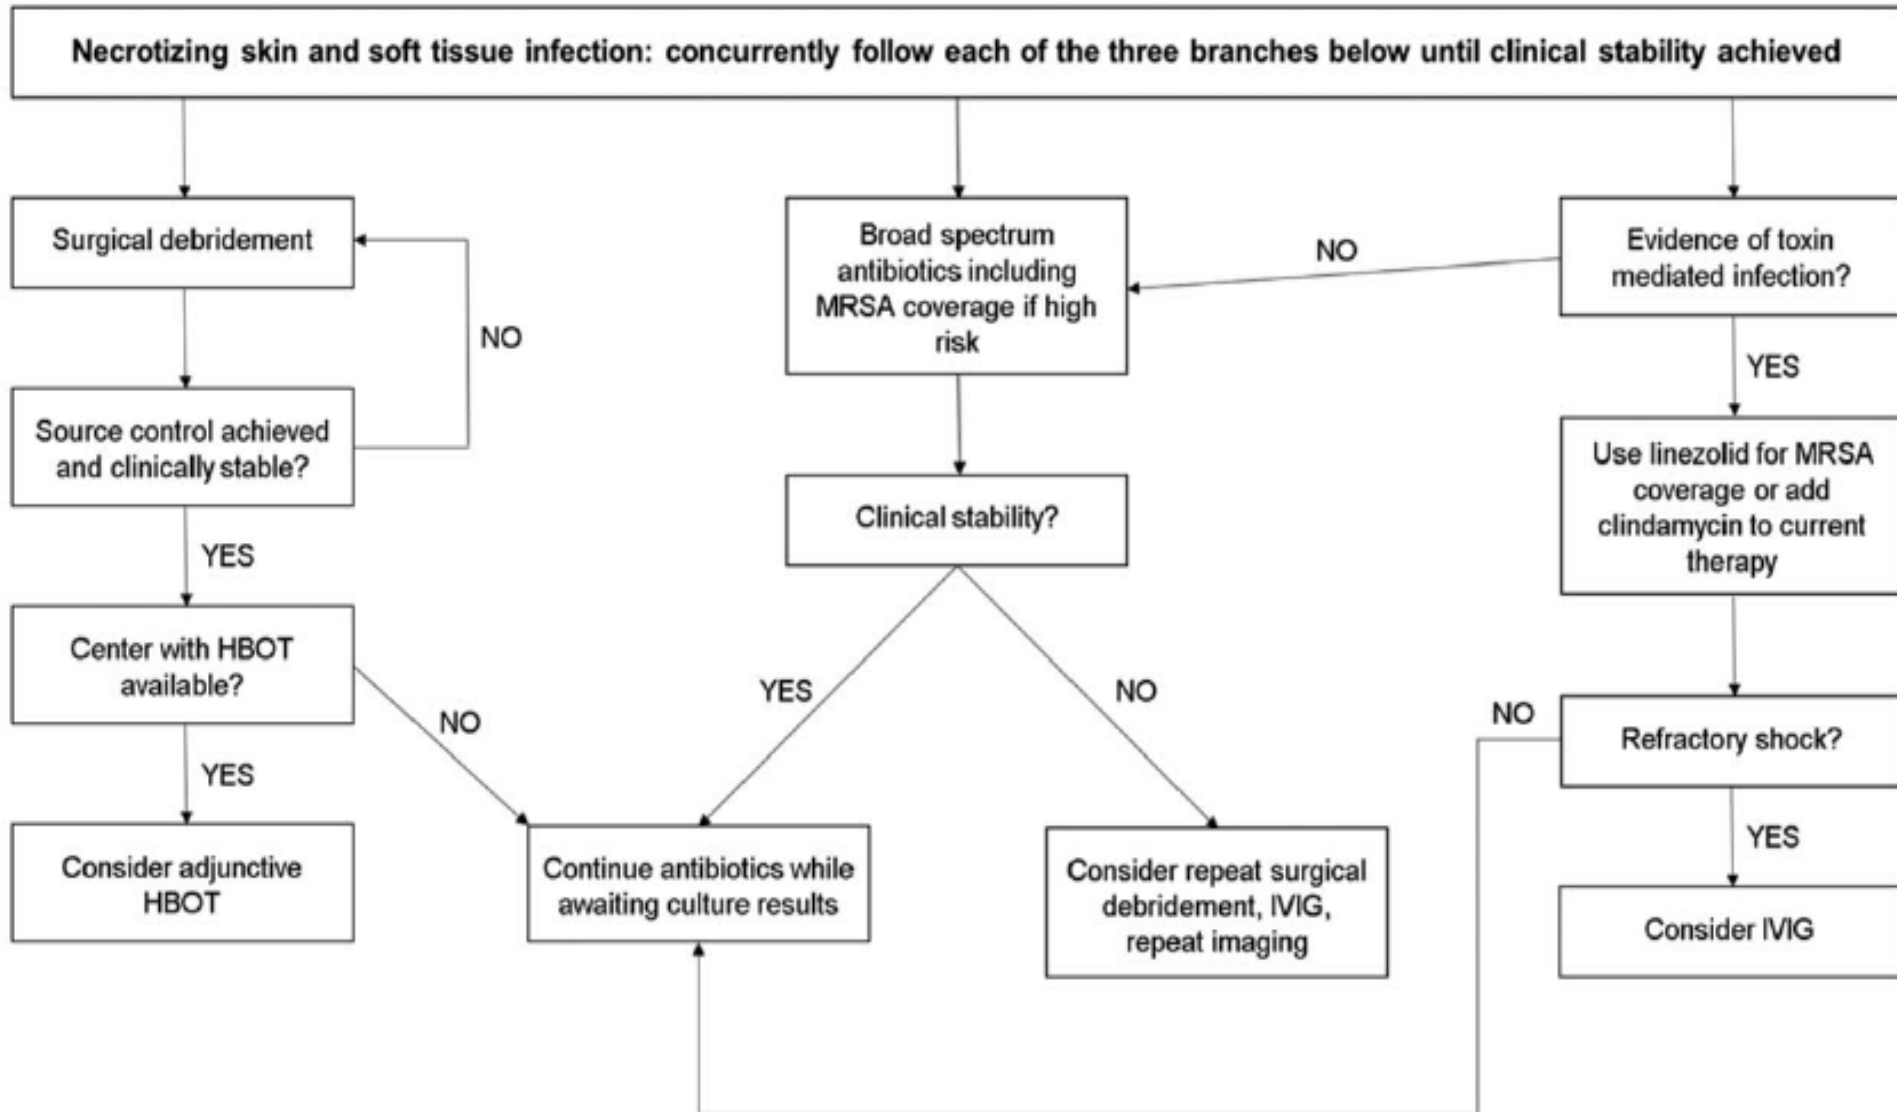 Necrotizing skin and soft tissue infection: concurrently follow each of the three branches below until clinical stability achieved
Surgical debridement
NO
Source control achieved
and clinically stable?
YES
Center with HBOT
available?
NO
YES
Consider adjunctive
HBOT
Broad spectrum
antibiotics including
MRSA coverage if high
risk
Clinical stability?
YES
NO
Continue antibiotics while
awaiting culture results
Consider repeat surgical
debridement, IVIG,
repeat imaging
Evidence of toxin
mediated infection?
NO
YES
Use linezolid for MRSA
coverage or add
clindamycin to current
therapy
Refractory shock?
NO
YES
Consider IVIG